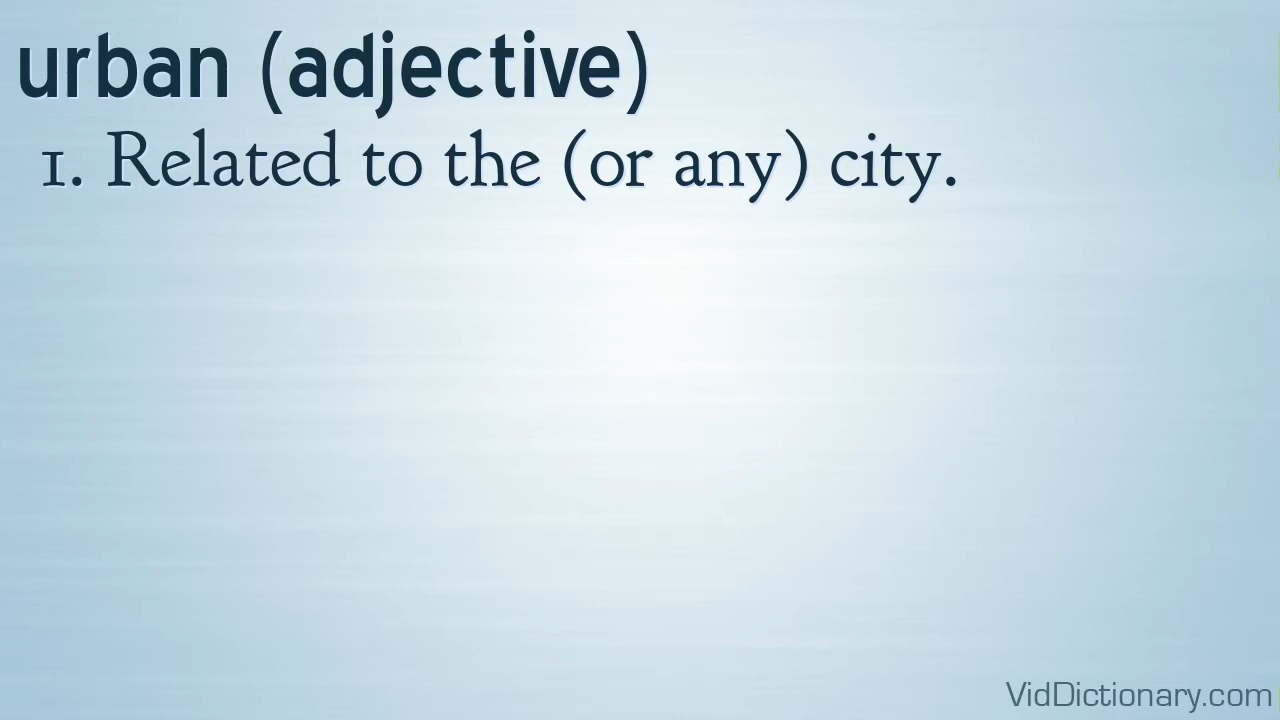 urban (adjective)
1. Related to the (or any) city.
VidDictionary.com